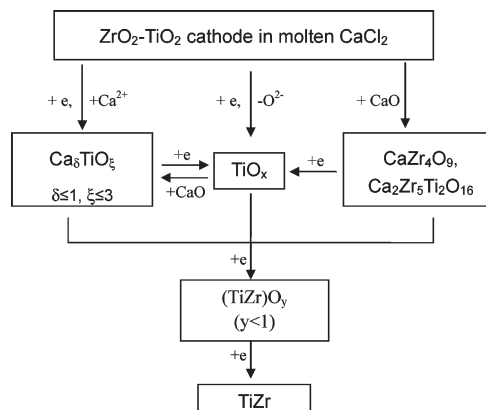 ZrO₂-TiO₂ cathode in molten CaCl₂
+ e, +Ca²⁺ + e, -O²⁻ + CaO
CaδTiOξ
δ≤1, ξ≤3
+e
+CaO
TiOₓ
+e
CaZr₄O₉,
Ca₂Zr₅Ti₂O₁₆
+e
(TiZr)Oᵧ
(y<1)
+e
TiZr